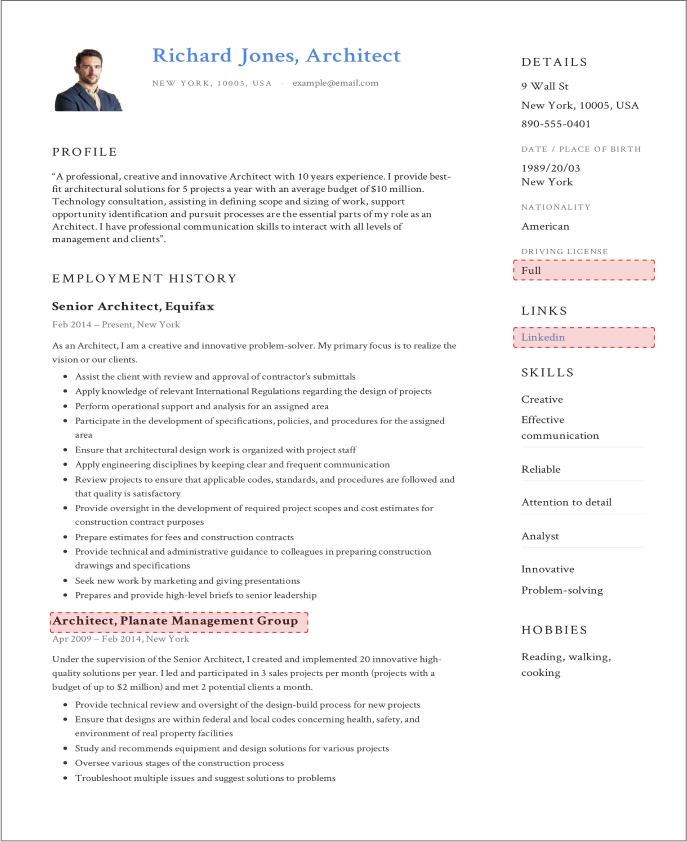 Richard Jones, Architect
NEW YORK, 10005, USA · example@email.com
PROFILE
"A professional, creative and innovative Architect with 10 years experience. I provide best-
fit architectural solutions for 5 projects a year with an average budget of $10 million.
Technology consultation, assisting in defining scope and sizing of work, support
opportunity identification and pursuit processes are the essential parts of my role as an
Architect. I have professional communication skills to interact with all levels of
management and clients".
EMPLOYMENT HISTORY
Senior Architect, Equifax
Feb 2014 – Present, New York
As an Architect, I am a creative and innovative problem-solver. My primary focus is to realize the
vision or our clients.
• Assist the client with review and approval of contractor's submittals
• Apply knowledge of relevant International Regulations regarding the design of projects
• Perform operational support and analysis for an assigned area
• Participate in the development of specifications, policies, and procedures for the assigned
area
• Ensure that architectural design work is organized with project staff
• Apply engineering disciplines by keeping clear and frequent communication
• Review projects to ensure that applicable codes, standards, and procedures are followed and
that quality is satisfactory
• Provide oversight in the development of required project scopes and cost estimates for
construction contract purposes
• Prepare estimates for fees and construction contracts
• Provide technical and administrative guidance to colleagues in preparing construction
drawings and specifications
• Seek new work by marketing and giving presentations
• Prepares and provide high-level briefs to senior leadership
Architect, Planate Management Group
Apr 2009 – Feb 2014, New York
Under the supervision of the Senior Architect, I created and implemented 20 innovative high-
quality solutions per year. I led and participated in 3 sales projects per month (projects with a
budget of up to $2 million) and met 2 potential clients a month.
• Provide technical review and oversight of the design-build process for new projects
• Ensure that designs are within federal and local codes concerning health, safety, and
environment of real property facilities
• Study and recommends equipment and design solutions for various projects
• Oversee various stages of the construction process
• Troubleshoot multiple issues and suggest solutions to problems
DETAILS
9 Wall St
New York, 10005, USA
890-555-0401
DATE / PLACE OF BIRTH
1989/20/03
New York
NATIONALITY
American
DRIVING LICENSE
Full
LINKS
Linkedin
SKILLS
Creative
Effective
communication
Reliable
Attention to detail
Analyst
Innovative
Problem-solving
HOBBIES
Reading, walking,
cooking